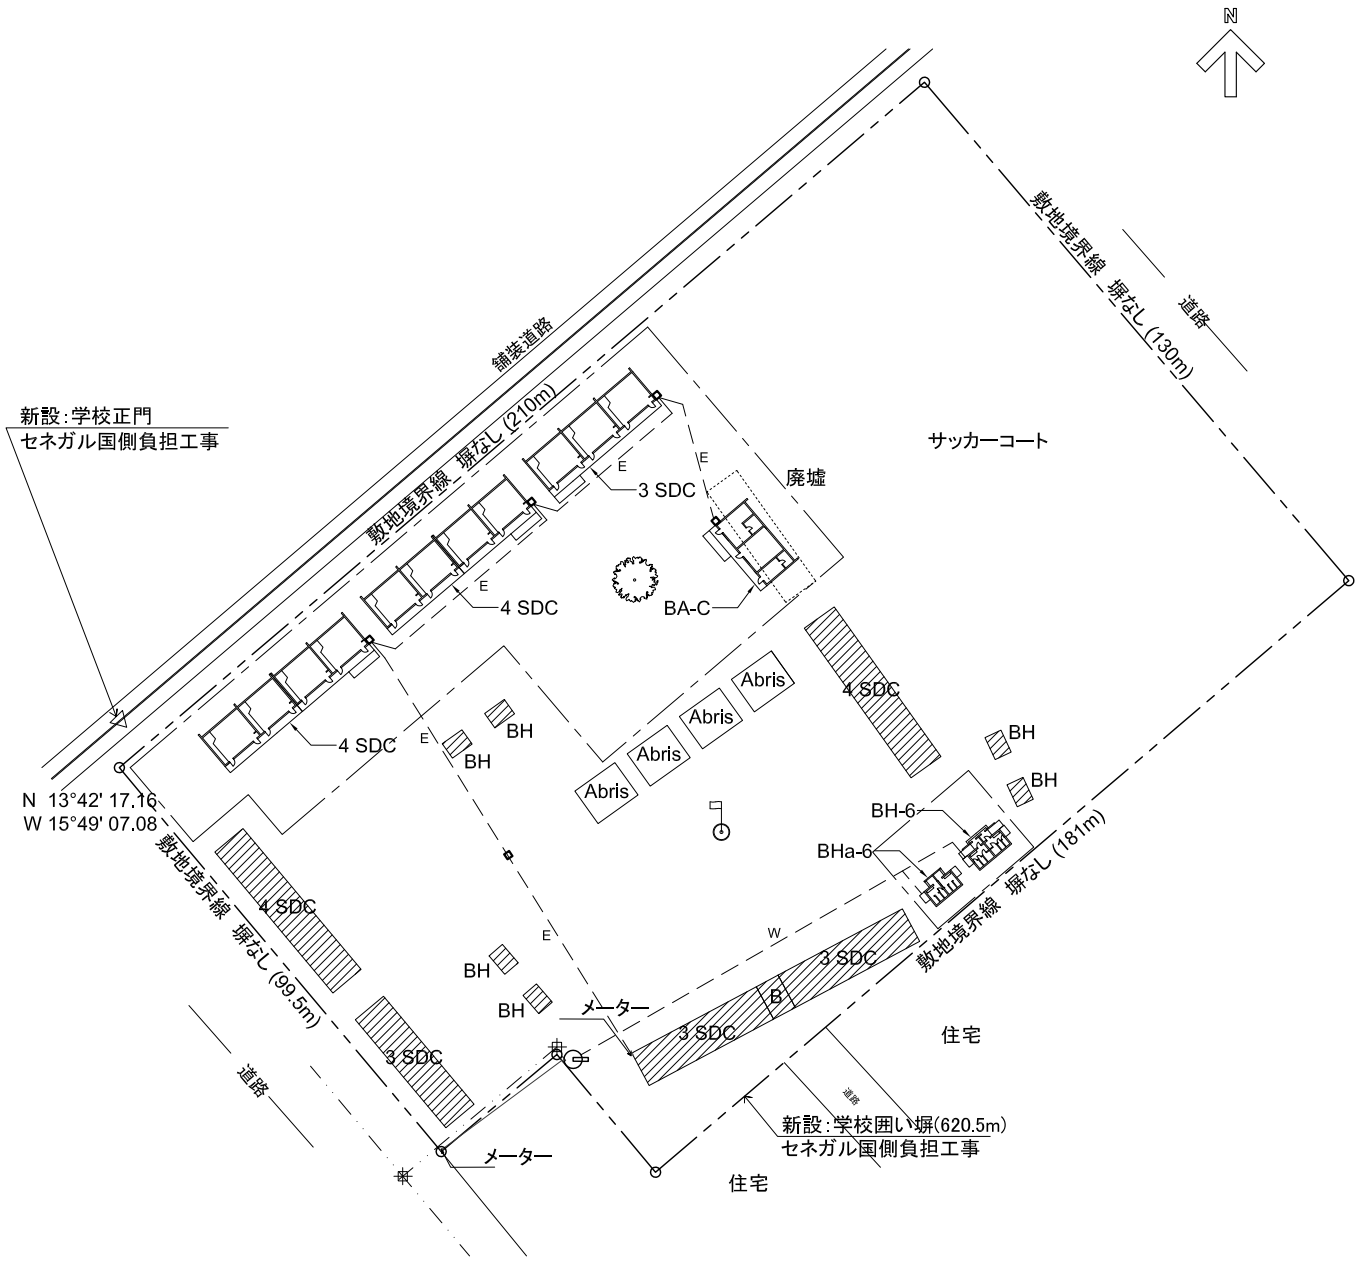 N
敷地境界線 塀なし (130m)
道路
舗装道路
敷地境界線 塀なし (210m)
新設：学校正門
セネガル国側負担工事
サッカーコート
廃墟
E
E
3 SDC
E
4 SDC
BA-C
4 SDC
E
BH
BH
Abris
Abris
Abris
Abris
4 SDC
BH
BH
N 13°42' 17.16
W 15°49' 07.08
BH-6
BHa-6
敷地境界線 塀なし (181m)
敷地境界線 塀なし (99.5m)
4 SDC
E
W
BH
BH
3 SDC
B
3 SDC
メーター
3 SDC
道路
住宅
道路
新設：学校囲い塀(620.5m)
セネガル国側負担工事
メーター
住宅